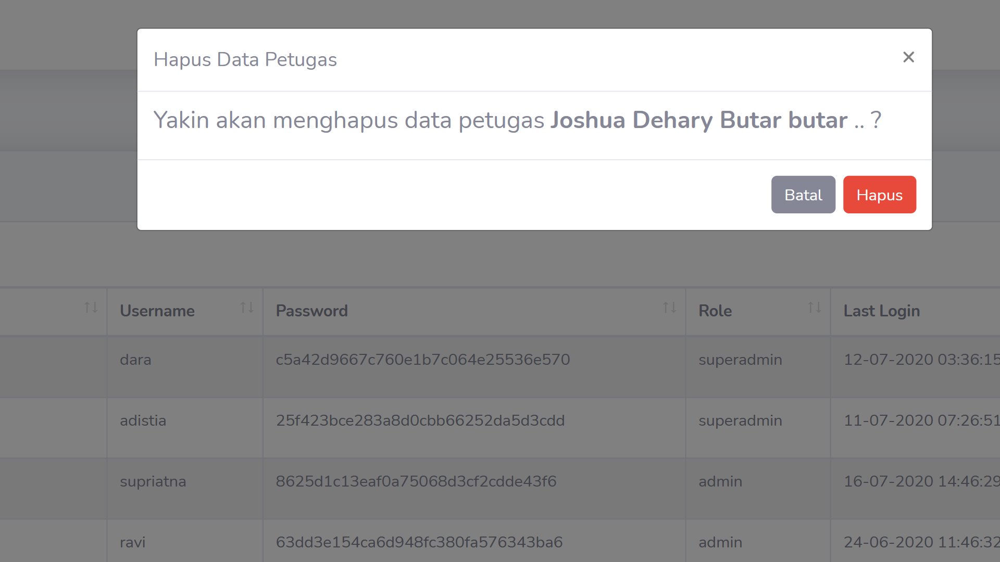 Hapus Data Petugas ×
Yakin akan menghapus data petugas Joshua Dehary Butar butar .. ?
Batal Hapus
Username Password Role Last Login
dara c5a42d9667c760e1b7c064e25536e570 superadmin 12-07-2020 03:36:15
adistia 25f423bce283a8d0cbb66252da5d3cdd superadmin 11-07-2020 07:26:51
supriatna 8625d1c13eaf0a75068d3cf2cdde43f6 admin 16-07-2020 14:46:29
ravi 63dd3e154ca6d948fc380fa576343ba6 admin 24-06-2020 11:46:32